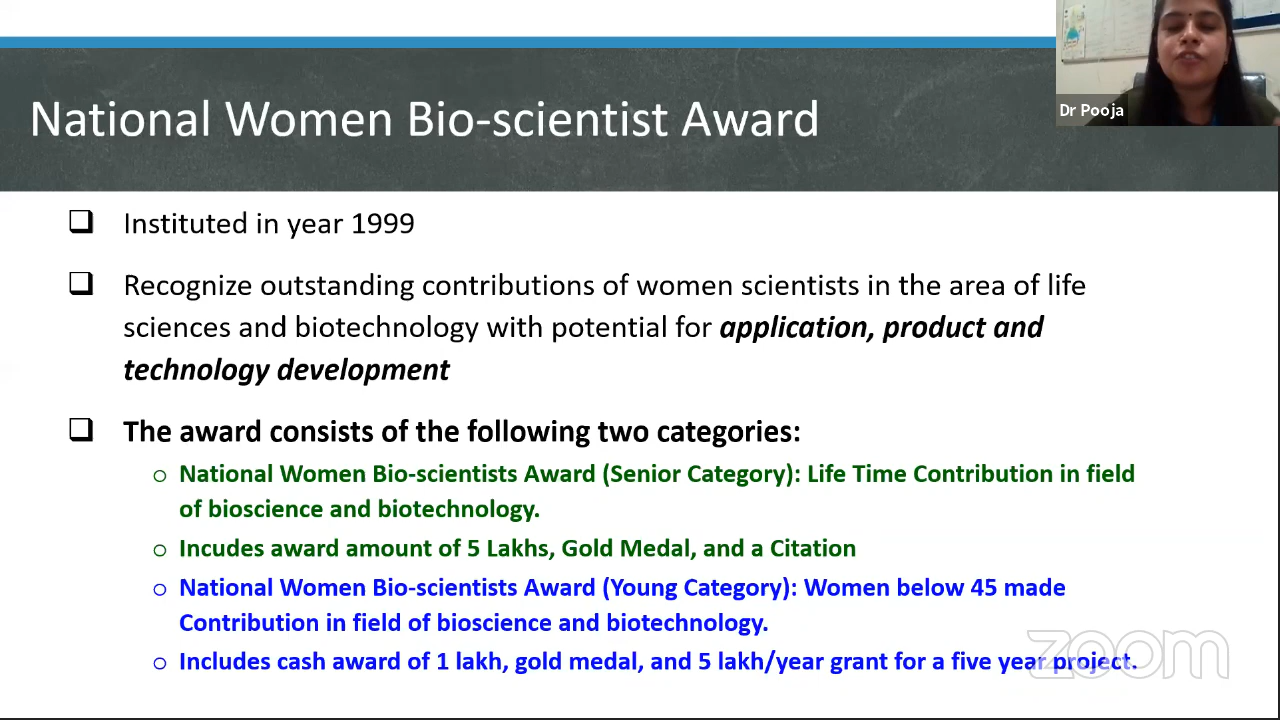 National Women Bio-scientist Award
Dr Pooja
Instituted in year 1999
Recognize outstanding contributions of women scientists in the area of life
sciences and biotechnology with potential for application, product and
technology development
The award consists of the following two categories:
National Women Bio-scientists Award (Senior Category): Life Time Contribution in field
of bioscience and biotechnology.
Incudes award amount of 5 Lakhs, Gold Medal, and a Citation
National Women Bio-scientists Award (Young Category): Women below 45 made
Contribution in field of bioscience and biotechnology.
Includes cash award of 1 lakh, gold medal, and 5 lakh/year grant for a five year project.
zoom